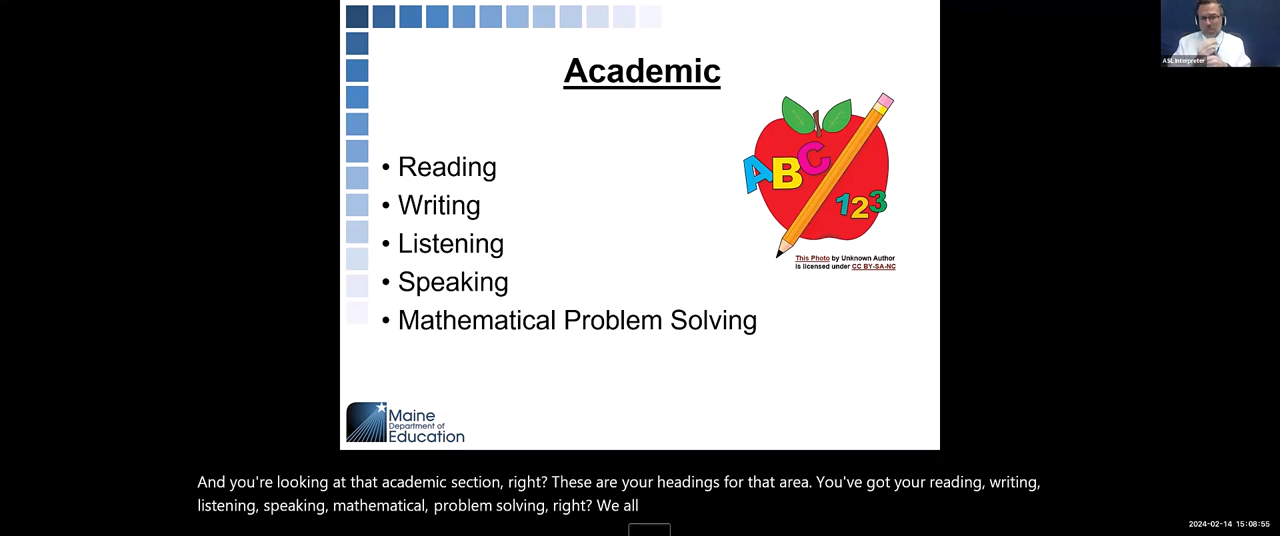 Academic
• Reading
• Writing
• Listening
• Speaking
• Mathematical Problem Solving
ABC
123
This Photo by Unknown Author
is licensed under CC BY-SA-NC
Maine
Department of
Education
ASL Interpreter
And you're looking at that academic section, right? These are your headings for that area. You've got your reading, writing,
listening, speaking, mathematical, problem solving, right? We all
2024-02-14 15:08:55